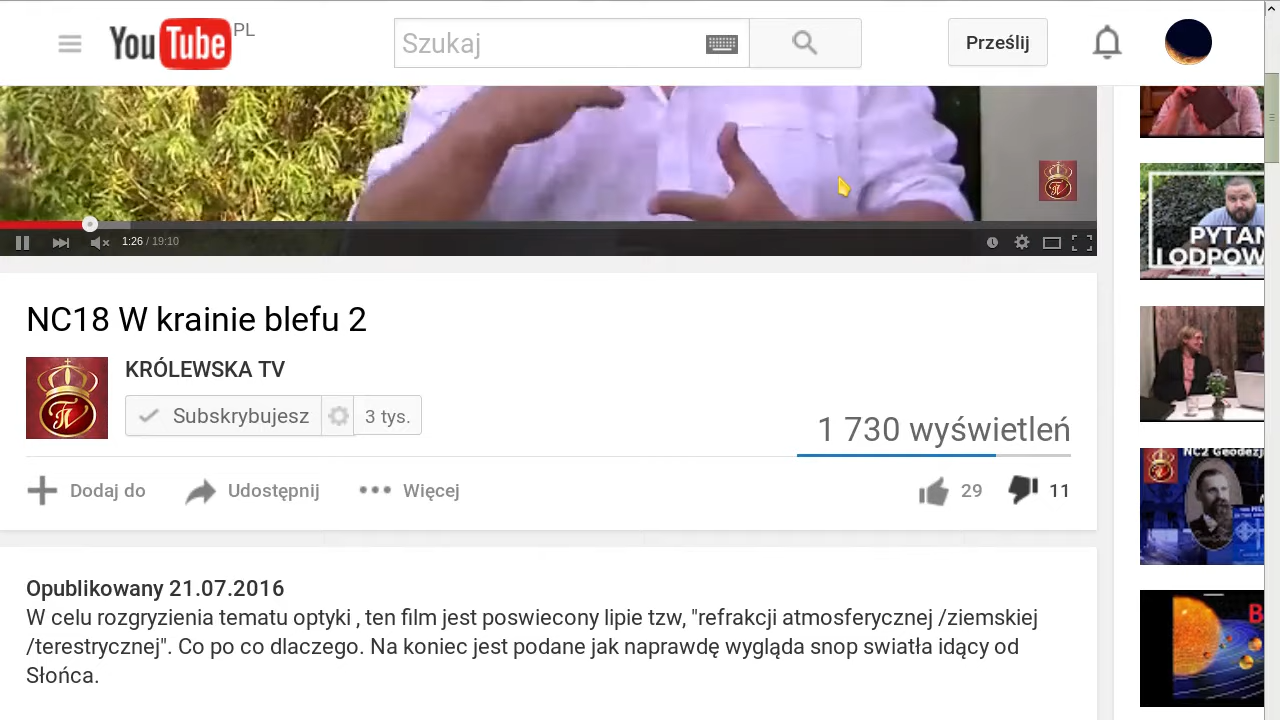 YouTube PL
Szukaj
Prześlij
1:26 / 19:10
NC18 W krainie blefu 2
KRÓLEWSKA TV
Subskrybujesz 3 tys.
1 730 wyświetleń
Dodaj do Udostępnij Więcej 29 11
Opublikowany 21.07.2016
W celu rozgryzienia tematu optyki , ten film jest poswiecony lipie tzw, "refrakcji atmosferycznej /ziemskiej
/terestrycznej". Co po co dlaczego. Na koniec jest podane jak naprawdę wygląda snop swiatła idący od
Słońca.
PYTAN
I ODPOW
NC2 Geodezj
B